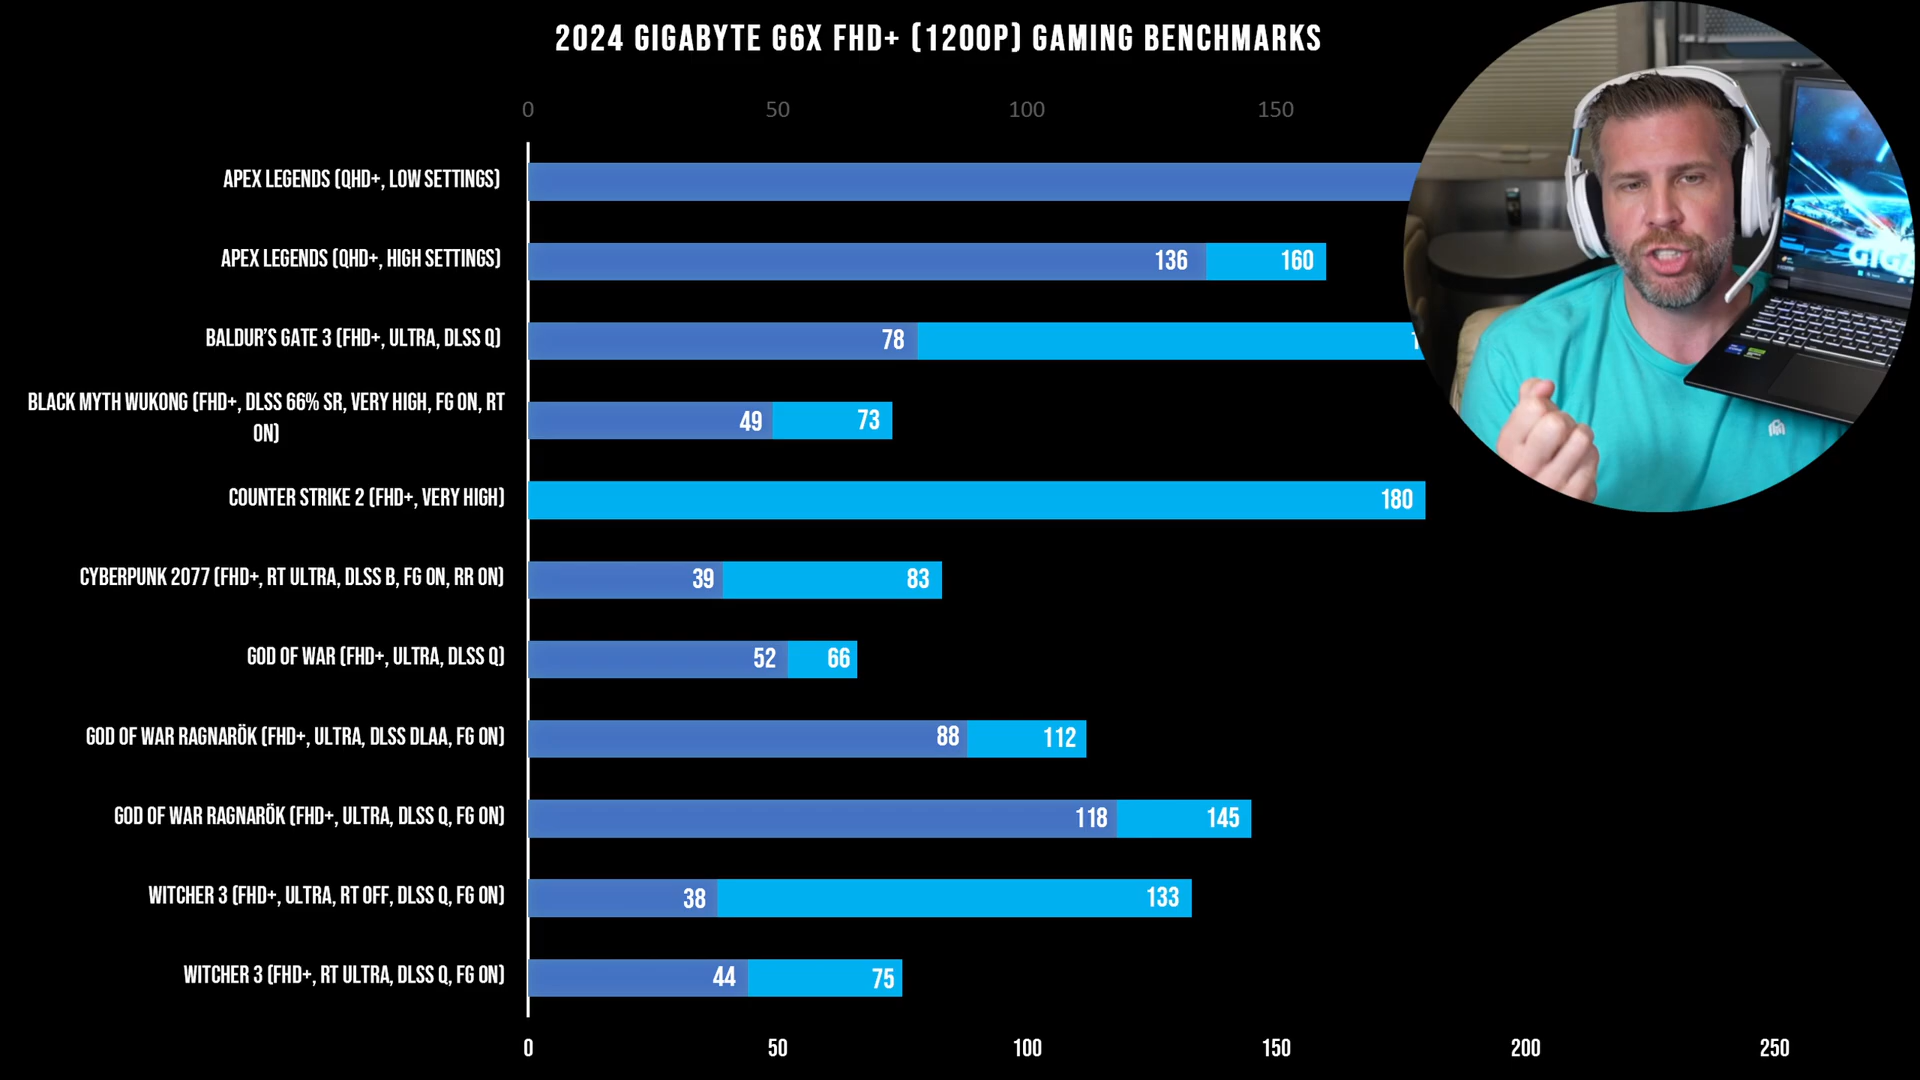 2024 GIGABYTE G6X FHD+ (1200P) GAMING BENCHMARKS
0 50 100 150
APEX LEGENDS (QHD+, LOW SETTINGS)
APEX LEGENDS (QHD+, HIGH SETTINGS) 136 160
BALDUR'S GATE 3 (FHD+, ULTRA, DLSS Q) 78
BLACK MYTH WUKONG (FHD+, DLSS 66% SR, VERY HIGH, FG ON, RT
ON) 49 73
COUNTER STRIKE 2 (FHD+, VERY HIGH) 180
CYBERPUNK 2077 (FHD+, RT ULTRA, DLSS B, FG ON, RR ON) 39 83
GOD OF WAR (FHD+, ULTRA, DLSS Q) 52 66
GOD OF WAR RAGNARÖK (FHD+, ULTRA, DLSS DLAA, FG ON) 88 112
GOD OF WAR RAGNARÖK (FHD+, ULTRA, DLSS Q, FG ON) 118 145
WITCHER 3 (FHD+, ULTRA, RT OFF, DLSS Q, FG ON) 38 133
WITCHER 3 (FHD+, RT ULTRA, DLSS Q, FG ON) 44 75
0 50 100 150 200 250